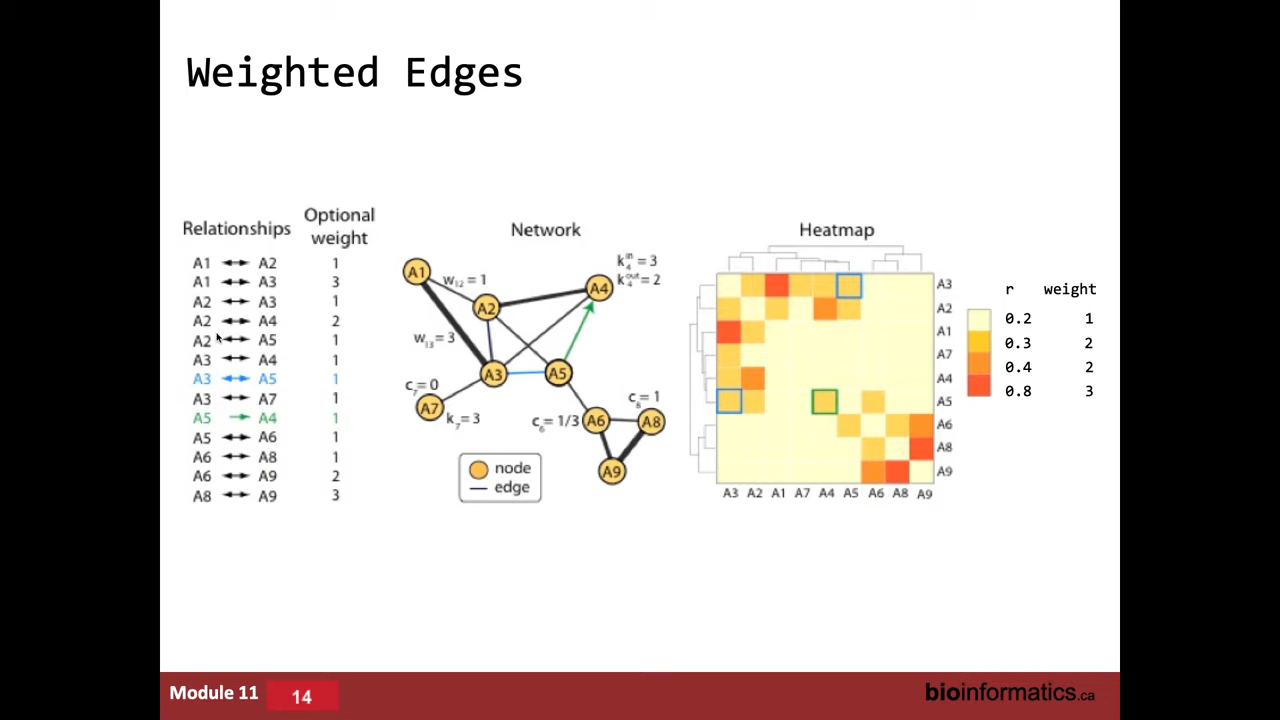 Weighted Edges
Relationships
Optional
weight
A1 ↔ A2 1
A1 ↔ A3 3
A2 ↔ A3 1
A2 ↔ A4 2
A2 ↔ A5 1
A3 ↔ A4 1
A3 ↔ A5 1
A3 ↔ A7 1
A5 → A4 1
A5 ↔ A6 1
A6 ↔ A8 1
A6 ↔ A9 2
A8 ↔ A9 3
Network
A1
w12 = 1
A2
A4
k4in = 3
k4out = 2
w13 = 3
A3
A5
c7 = 0
A7
k7 = 3
c6 = 1/3
A6
c8 = 1
A8
A9
node
edge
Heatmap
A3
A2
A1
A7
A4
A5
A6
A8
A9
A3 A2 A1 A7 A4 A5 A6 A8 A9
r weight
0.2 1
0.3 2
0.4 2
0.8 3
Module 11
14
bioinformatics.ca